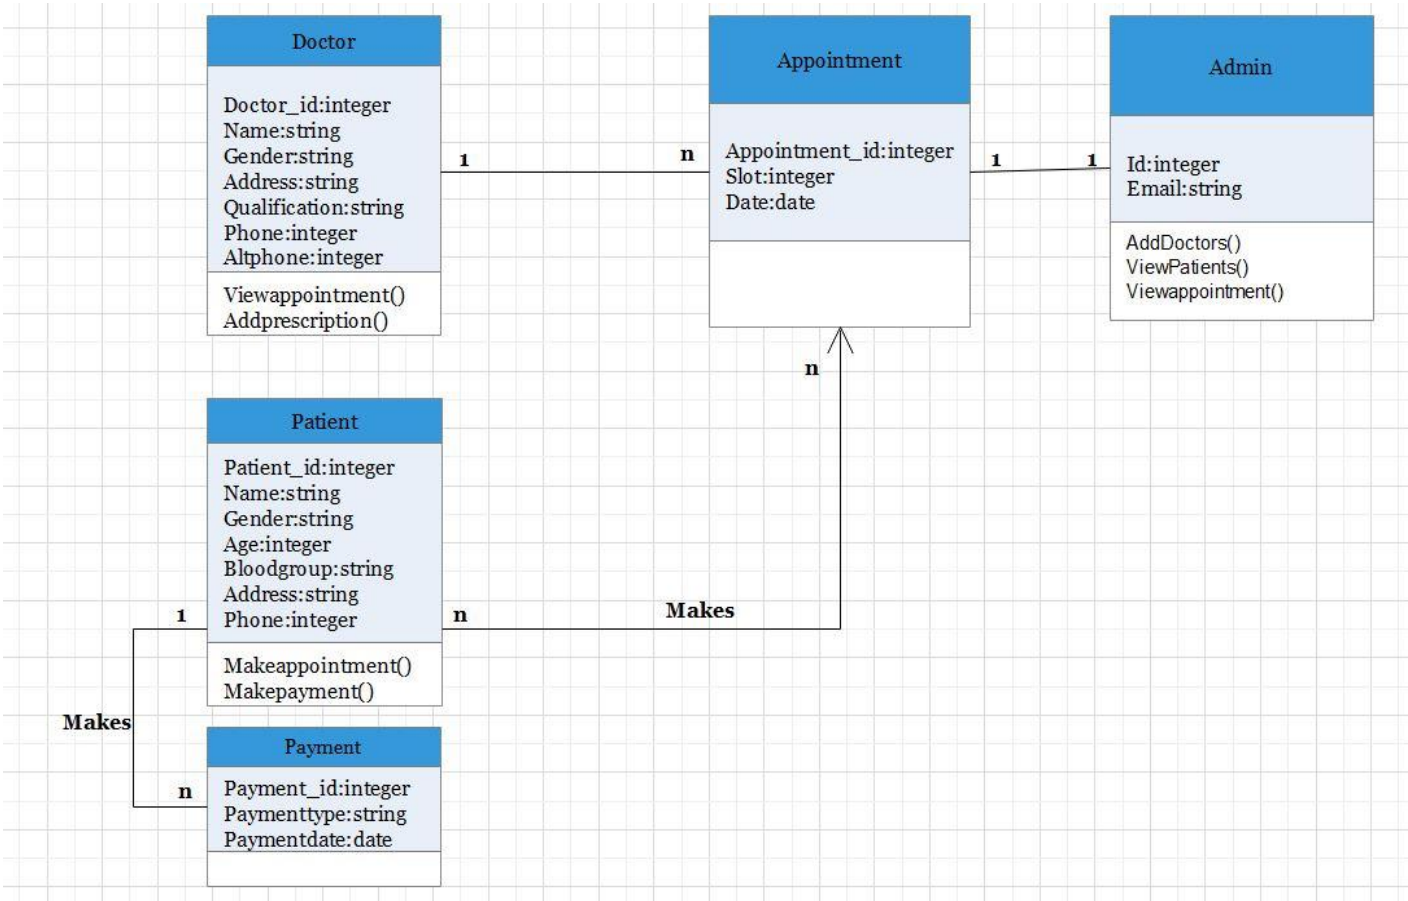 Doctor
Doctor_id:integer
Name:string
Gender:string
Address:string
Qualification:string
Phone:integer
Altphone:integer
Viewappointment()
Addprescription()
1
n
Appointment
Appointment_id:integer
Slot:integer
Date:date
1
1
Admin
Id:integer
Email:string
AddDoctors()
ViewPatients()
Viewappointment()
n
Patient
Patient_id:integer
Name:string
Gender:string
Age:integer
Bloodgroup:string
Address:string
Phone:integer
Makeappointment()
Makepayment()
1
n
Makes
Makes
n
Payment
Payment_id:integer
Paymenttype:string
Paymentdate:date